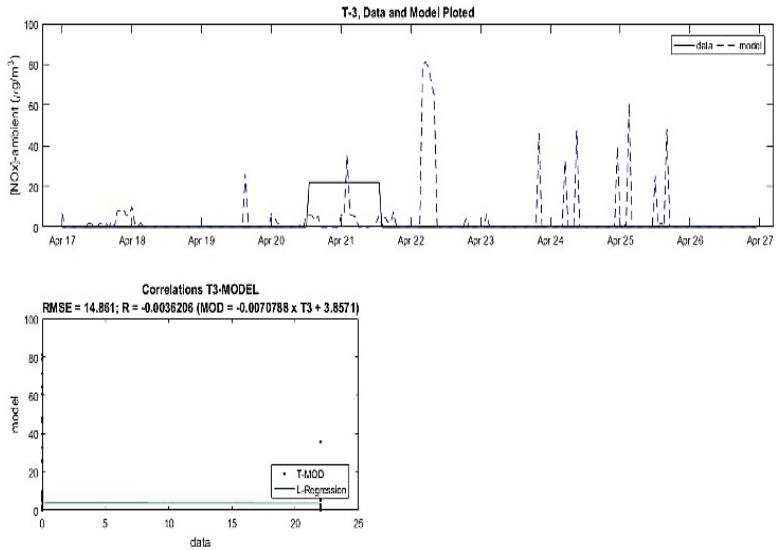 T-3, Data and Model Ploted
100
80
60
40
20
0
[NOx]-ambient (μg/m³)
data model
Apr 17 Apr 18 Apr 19 Apr 20 Apr 21 Apr 22 Apr 23 Apr 24 Apr 25 Apr 26 Apr 27
Correlations T3-MODEL
RMSE = 14.861; R = -0.0036206 (MOD = -0.0070788 x T3 + 3.8571)
100
80
60
40
20
0
model
T-MOD
L-Regression
0 5 10 15 20 25
data